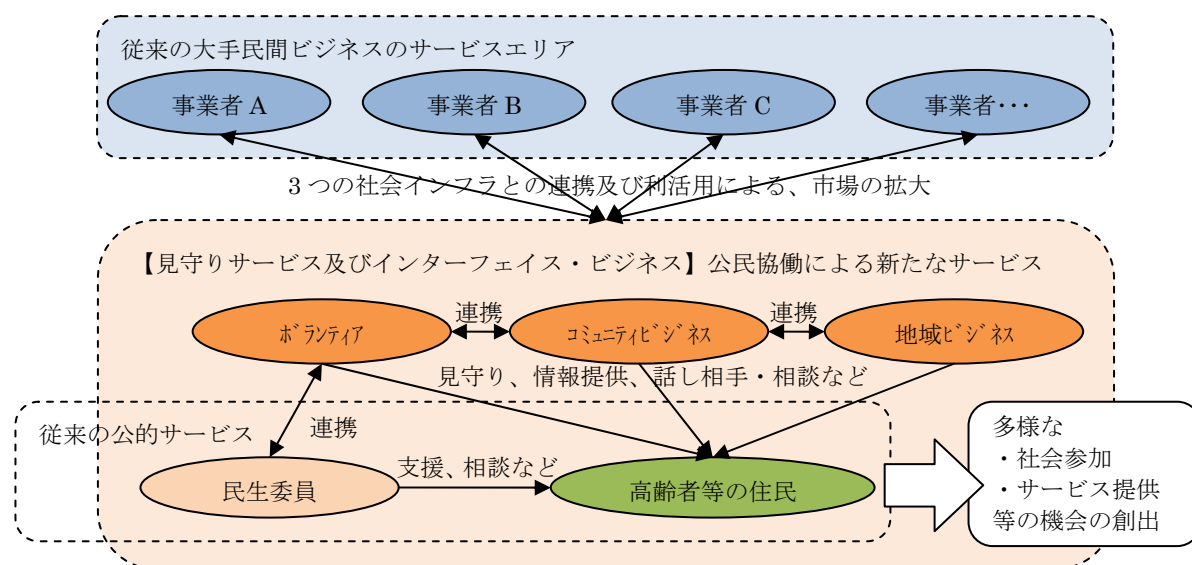 従来の大手民間ビジネスのサービスエリア
事業者 A
事業者 B
事業者 C
事業者･･･
3 つの社会インフラとの連携及び利活用による、市場の拡大
【見守りサービス及びインターフェイス・ビジネス】公民協働による新たなサービス
連携
連携
ﾎﾞﾗﾝﾃｨｱ
ｺﾐｭﾆﾃｨﾋﾞｼﾞﾈｽ
地域ﾋﾞｼﾞﾈｽ
見守り、情報提供、話し相手・相談など
従来の公的サービス
連携
支援、相談など
民生委員
高齢者等の住民
多様な
・社会参加
・サービス提供
等の機会の創出